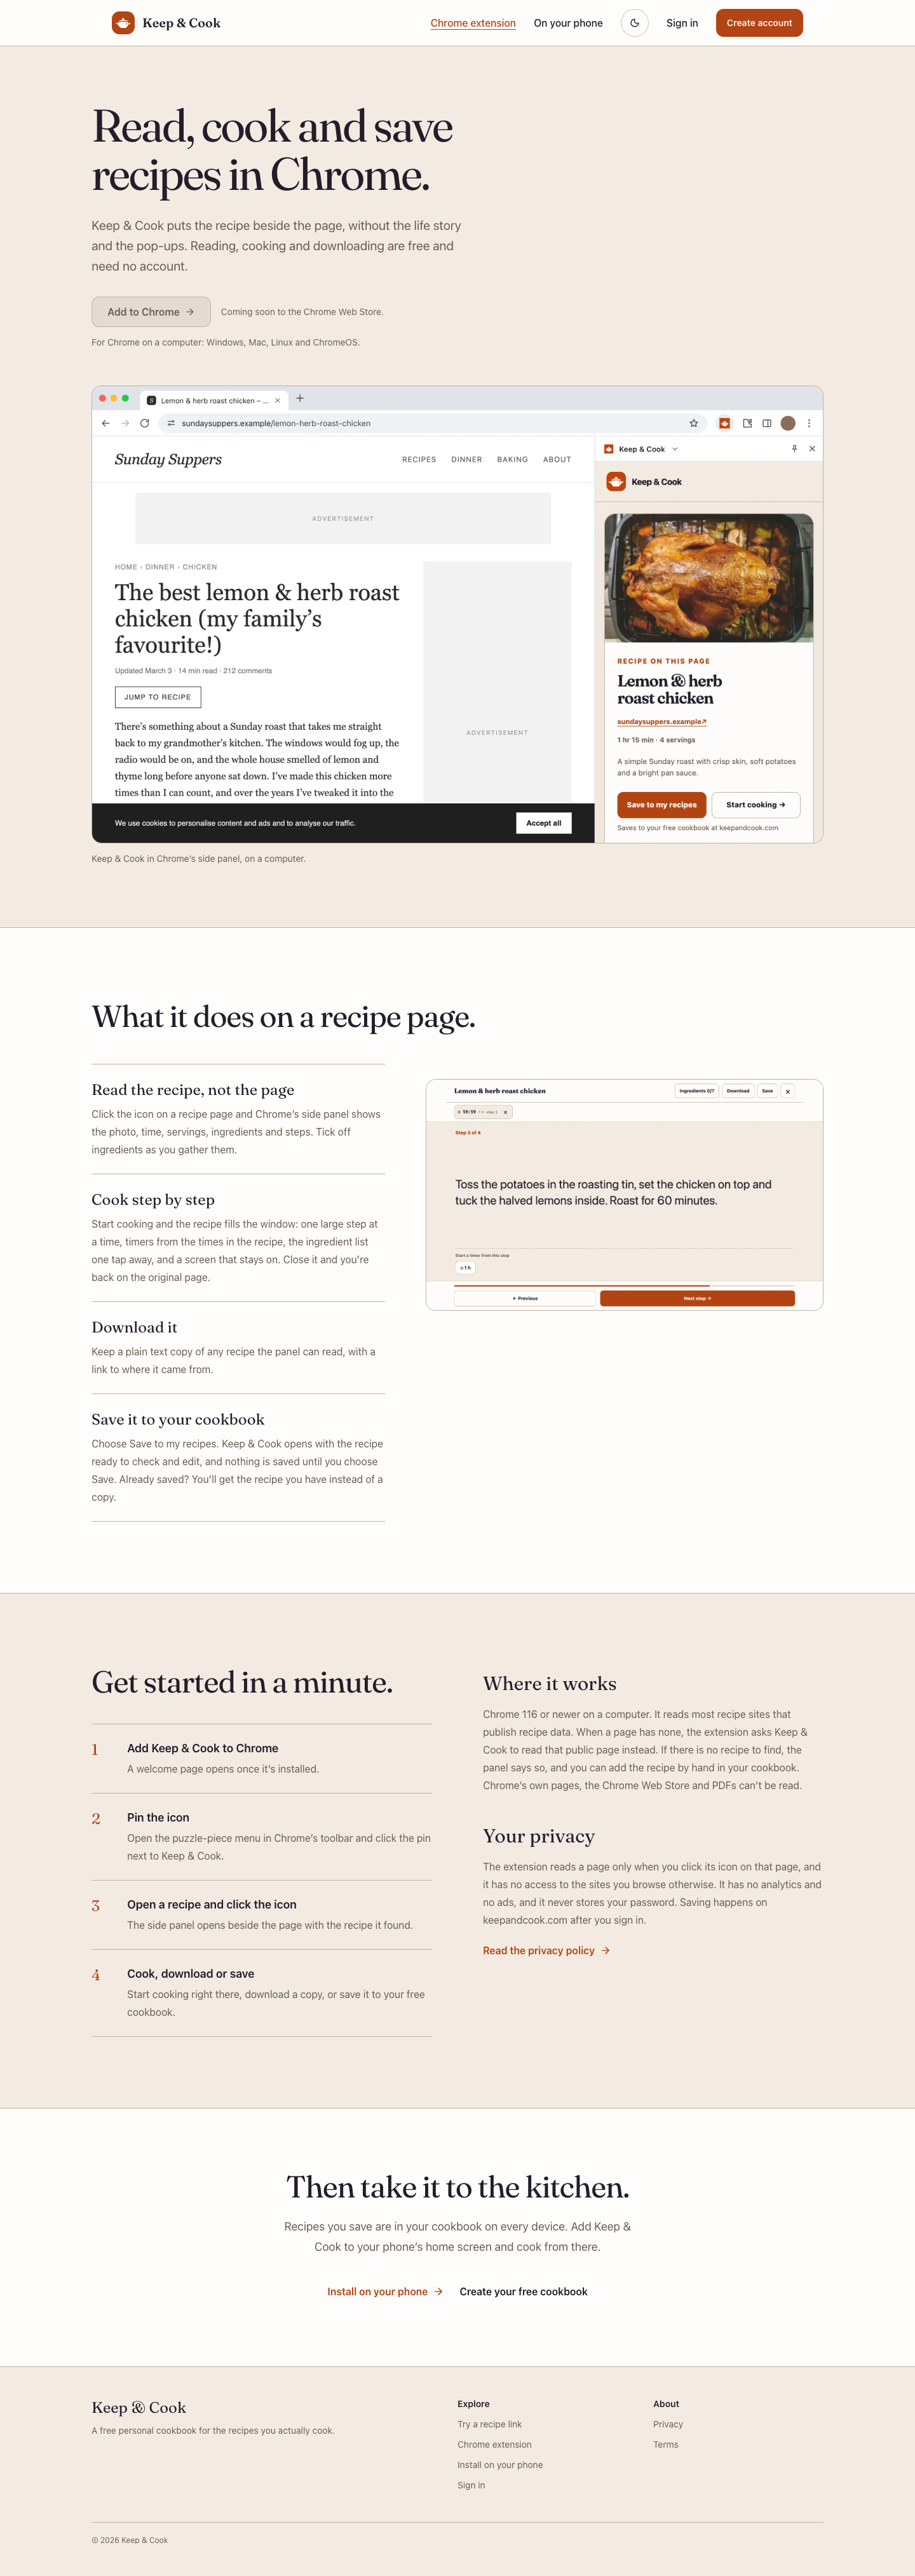 Keep & Cook
Chrome extension
On your phone
Sign in
Create account
Read, cook and save
recipes in Chrome.
Keep & Cook puts the recipe beside the page, without the life story
and the pop-ups. Reading, cooking and downloading are free and
need no account.
Add to Chrome →
Coming soon to the Chrome Web Store.
For Chrome on a computer: Windows, Mac, Linux and ChromeOS.
S
Lemon & herb roast chicken – ...
sundaysuppers.example/lemon-herb-roast-chicken
Sunday Suppers
RECIPES
DINNER
BAKING
ABOUT
ADVERTISEMENT
HOME › DINNER › CHICKEN
The best lemon & herb roast
chicken (my family's
favourite!)
Updated March 3 · 14 min read · 212 comments
JUMP TO RECIPE
There's something about a Sunday roast that takes me straight
back to my grandmother's kitchen. The windows would fog up, the
radio would be on, and the whole house smelled of lemon and
thyme long before anyone sat down. I've made this chicken more
times than I can count, and over the years I've tweaked it into the
ADVERTISEMENT
We use cookies to personalise content and ads and to analyse our traffic.
Accept all
Keep & Cook
Keep & Cook
RECIPE ON THIS PAGE
Lemon & herb
roast chicken
sundaysuppers.example↗
1 hr 15 min · 4 servings
A simple Sunday roast with crisp skin, soft potatoes
and a bright pan sauce.
Save to my recipes
Start cooking →
Saves to your free cookbook at keepandcook.com
Keep & Cook in Chrome's side panel, on a computer.
What it does on a recipe page.
Read the recipe, not the page
Click the icon on a recipe page and Chrome's side panel shows
the photo, time, servings, ingredients and steps. Tick off
ingredients as you gather them.
Cook step by step
Start cooking and the recipe fills the window: one large step at
a time, timers from the times in the recipe, the ingredient list
one tap away, and a screen that stays on. Close it and you're
back on the original page.
Download it
Keep a plain text copy of any recipe the panel can read, with a
link to where it came from.
Save it to your cookbook
Choose Save to my recipes. Keep & Cook opens with the recipe
ready to check and edit, and nothing is saved until you choose
Save. Already saved? You'll get the recipe you have instead of a
copy.
Lemon & herb roast chicken
Ingredients 0/7
Download
Save
59:59 1 h · step 3
Step 3 of 4
Toss the potatoes in the roasting tin, set the chicken on top and
tuck the halved lemons inside. Roast for 60 minutes.
Start a timer from this step
1 h
← Previous
Next step →
Get started in a minute.
1
Add Keep & Cook to Chrome
A welcome page opens once it's installed.
2
Pin the icon
Open the puzzle-piece menu in Chrome's toolbar and click the pin
next to Keep & Cook.
3
Open a recipe and click the icon
The side panel opens beside the page with the recipe it found.
4
Cook, download or save
Start cooking right there, download a copy, or save it to your free
cookbook.
Where it works
Chrome 116 or newer on a computer. It reads most recipe sites that
publish recipe data. When a page has none, the extension asks Keep &
Cook to read that public page instead. If there is no recipe to find, the
panel says so, and you can add the recipe by hand in your cookbook.
Chrome's own pages, the Chrome Web Store and PDFs can't be read.
Your privacy
The extension reads a page only when you click its icon on that page, and
it has no access to the sites you browse otherwise. It has no analytics and
no ads, and it never stores your password. Saving happens on
keepandcook.com after you sign in.
Read the privacy policy →
Then take it to the kitchen.
Recipes you save are in your cookbook on every device. Add Keep &
Cook to your phone's home screen and cook from there.
Install on your phone →
Create your free cookbook
Keep & Cook
A free personal cookbook for the recipes you actually cook.
Explore
Try a recipe link
Chrome extension
Install on your phone
Sign in
About
Privacy
Terms
© 2026 Keep & Cook